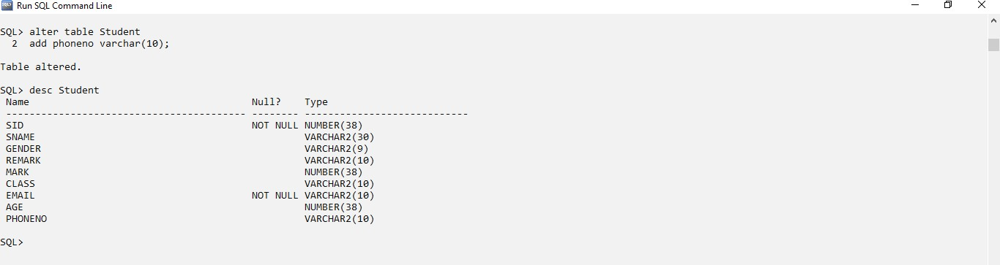 Run SQL Command Line
SQL> alter table Student
  2  add phoneno varchar(10);
Table altered.
SQL> desc Student
 Name                                      Null?    Type
 ----------------------------------------- -------- ----------------------------
 SID                                       NOT NULL NUMBER(38)
 SNAME                                              VARCHAR2(30)
 GENDER                                             VARCHAR2(9)
 REMARK                                             VARCHAR2(10)
 MARK                                               NUMBER(38)
 CLASS                                              VARCHAR2(10)
 EMAIL                                     NOT NULL VARCHAR2(10)
 AGE                                                NUMBER(38)
 PHONENO                                            VARCHAR2(10)
SQL>